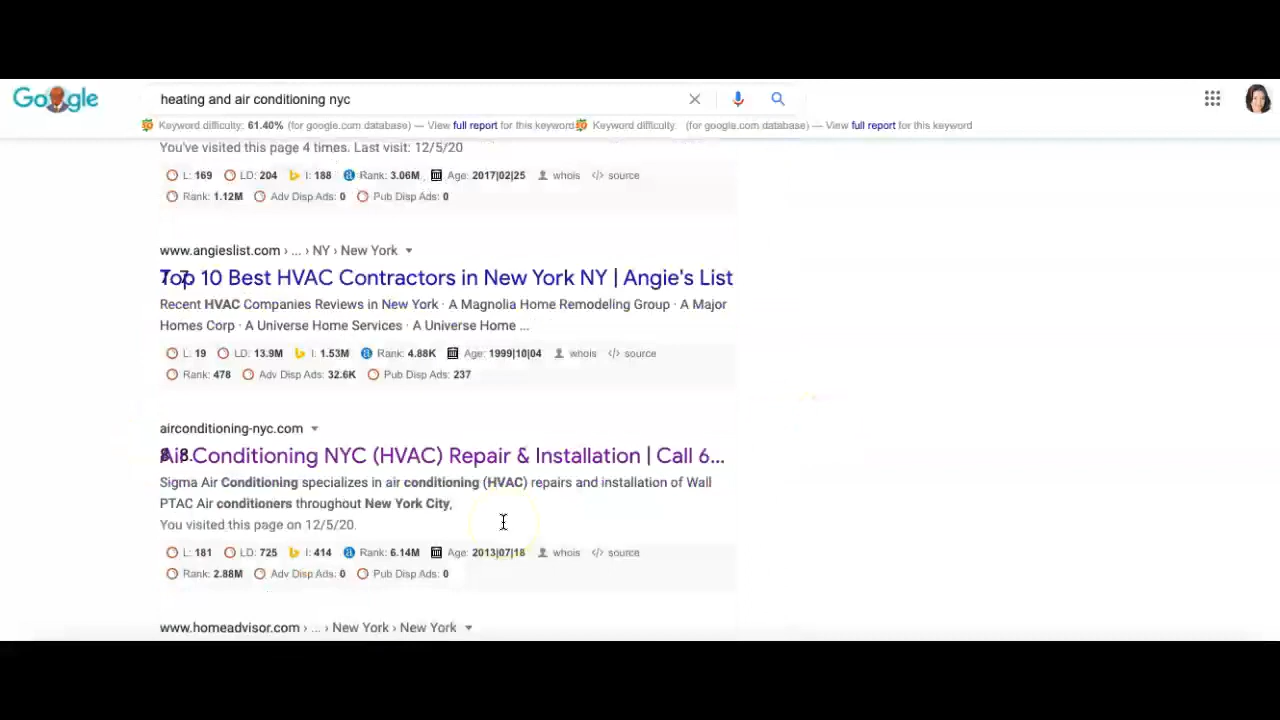 Google
heating and air conditioning nyc
Keyword difficulty: 61.40% (for google.com database) — View full report for this keyword Keyword difficulty: (for google.com database) — View full report for this keyword
You've visited this page 4 times. Last visit: 12/5/20
L: 169 LD: 204 I: 188 Rank: 3.06M Age: 2017|02|25 whois </> source
Rank: 1.12M Adv Disp Ads: 0 Pub Disp Ads: 0
www.angieslist.com › ... › NY › New York
Top 10 Best HVAC Contractors in New York NY | Angie's List
Recent HVAC Companies Reviews in New York · A Magnolia Home Remodeling Group · A Major
Homes Corp · A Universe Home Services · A Universe Home ...
L: 19 LD: 13.9M I: 1.53M Rank: 4.88K Age: 1999|10|04 whois </> source
Rank: 478 Adv Disp Ads: 32.6K Pub Disp Ads: 237
airconditioning-nyc.com
8. Air Conditioning NYC (HVAC) Repair & Installation | Call 6...
Sigma Air Conditioning specializes in air conditioning (HVAC) repairs and installation of Wall
PTAC Air conditioners throughout New York City,
You visited this page on 12/5/20.
L: 181 LD: 725 I: 414 Rank: 6.14M Age: 2013|07|18 whois </> source
Rank: 2.88M Adv Disp Ads: 0 Pub Disp Ads: 0
www.homeadvisor.com › ... › New York › New York